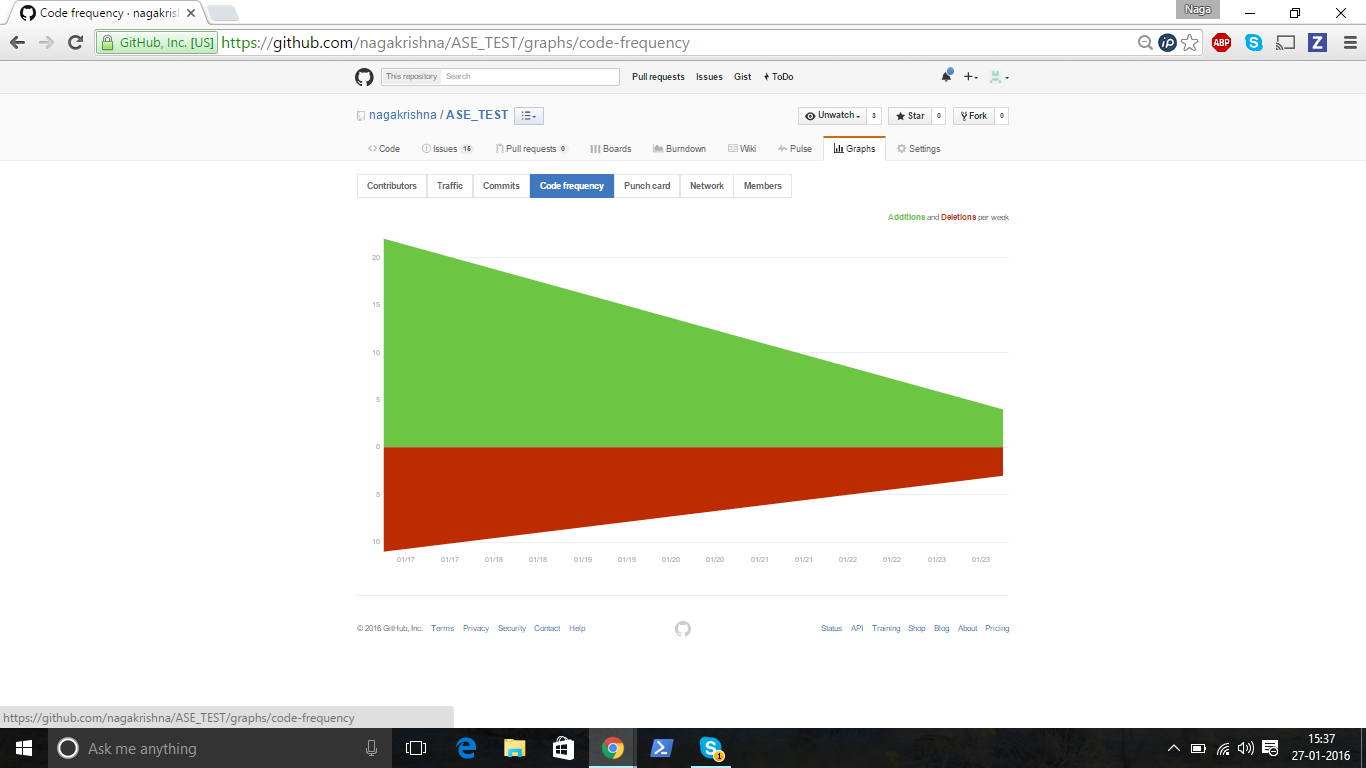 Code frequency · nagakrish
Naga
GitHub, Inc. [US] https://github.com/nagakrishna/ASE_TEST/graphs/code-frequency
iP
ABP
S
Z
This repository Search Pull requests Issues Gist ToDo
nagakrishna / ASE_TEST Unwatch 3 Star 0 Fork 0
Code Issues 15 Pull requests 0 Boards Burndown Wiki Pulse Graphs Settings
Contributors Traffic Commits Code frequency Punch card Network Members
Additions and Deletions per week
20
15
10
5
0
5
10
01/17 01/17 01/18 01/18 01/19 01/19 01/20 01/20 01/21 01/21 01/22 01/22 01/23 01/23
© 2016 GitHub, Inc. Terms Privacy Security Contact Help Status API Training Shop Blog About Pricing
https://github.com/nagakrishna/ASE_TEST/graphs/code-frequency
Ask me anything
1
15:37
27-01-2016